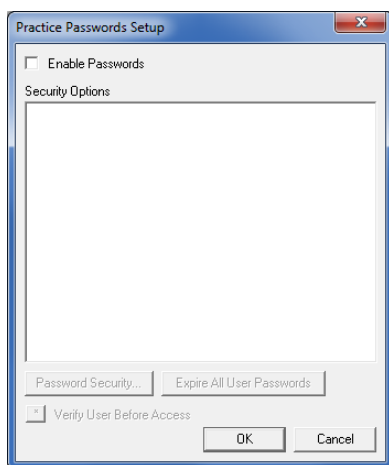 Practice Passwords Setup
Enable Passwords
Security Options
Password Security... Expire All User Passwords
* Verify User Before Access
OK Cancel